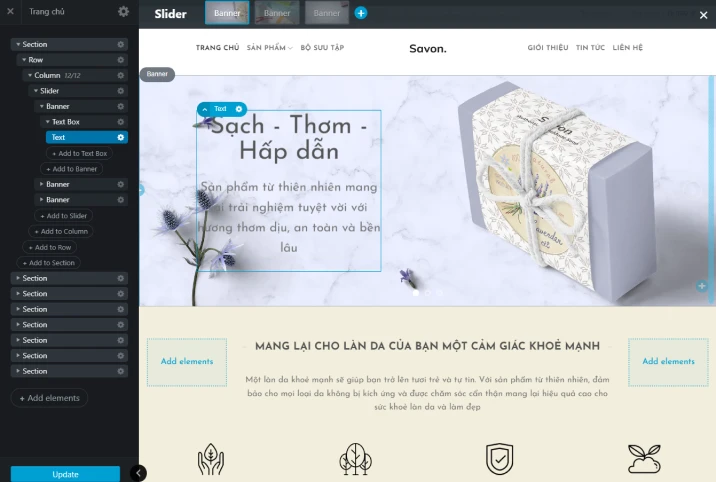 Trang chủ
Section
Row
Column 12/12
Slider
Banner
Text Box
Text
+ Add to Text Box
+ Add to Banner
Banner
Banner
+ Add to Slider
+ Add to Column
+ Add to Row
+ Add to Section
Section
Section
Section
Section
Section
Section
Section
+ Add elements
Update
Slider
Banner
Banner
Banner
TRANG CHỦ SẢN PHẨM BỘ SƯU TẬP
Savon.
GIỚI THIỆU TIN TỨC LIÊN HỆ
Banner
Text
Sạch - Thơm -
Hấp dẫn
Sản phẩm từ thiên nhiên mang
lại trải nghiệm tuyệt vời với
hương thơm dịu, an toàn và bền
lâu
Savon
Add elements
MANG LẠI CHO LÀN DA CỦA BẠN MỘT CẢM GIÁC KHOẺ MẠNH
Add elements
Một làn da khoẻ mạnh sẽ giúp bạn trở lên tươi trẻ và tự tin. Với sản phẩm từ thiên nhiên, đảm
bảo cho mọi loại da không bị kích ứng và được chăm sóc cẩn thận mang lại hiệu quả cao cho
sức khoẻ làn da và làm đẹp